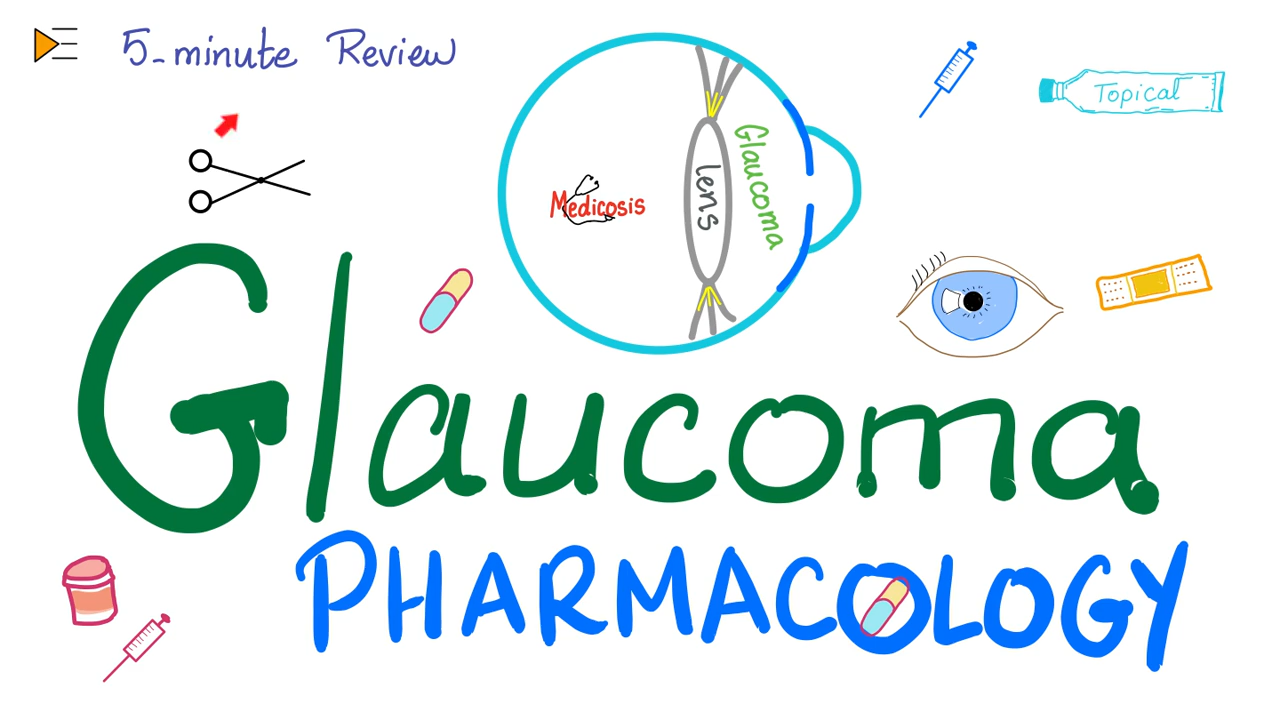 5-minute Review
Topical
Glaucoma
lens
Medicosis
Glaucoma
PHARMACOLOGY